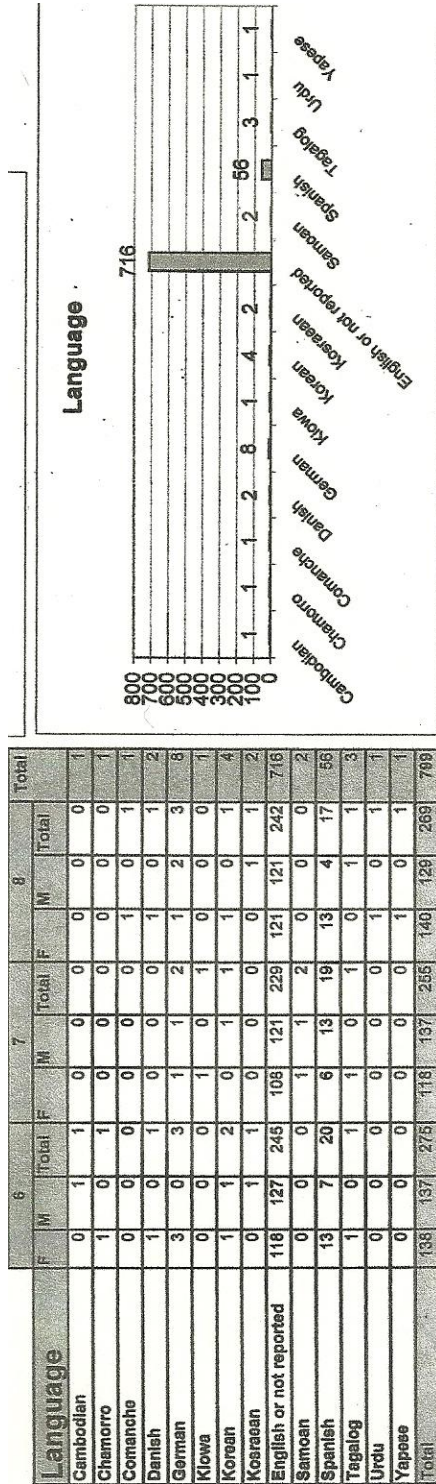 6 7 8 Total
Language F M Total F M Total F M Total
Cambodian 0 1 1 0 0 0 0 0 0 1
Chamorro 1 0 1 0 0 0 0 0 0 1
Comanche 0 0 0 0 0 0 1 0 1 1
Danish 1 0 1 0 0 0 1 0 1 2
German 3 0 3 1 1 2 1 2 3 8
Kiowa 0 0 0 1 0 1 0 0 0 1
Korean 1 1 2 0 1 1 1 0 1 4
Kosraean 0 1 1 0 0 0 0 1 1 2
English or not reported 118 127 245 108 121 229 121 121 242 716
Samoan 0 0 0 1 1 2 0 0 0 2
Spanish 13 7 20 6 13 19 13 4 17 56
Tagalog 1 0 1 1 0 1 0 1 1 3
Urdu 0 0 0 0 0 0 1 0 1 1
Yapese 0 0 0 0 0 0 1 0 1 1
Total 138 137 275 118 137 255 140 129 269 799
Language
800
700
600
500
400
300
200
100
0
1 1 1 2 8 1 4 2 716 2 56 3 1 1
Cambodian
Chamorro
Comanche
Danish
German
Kiowa
Korean
Kosraean
English or not reported
Samoan
Spanish
Tagalog
Urdu
Yapese